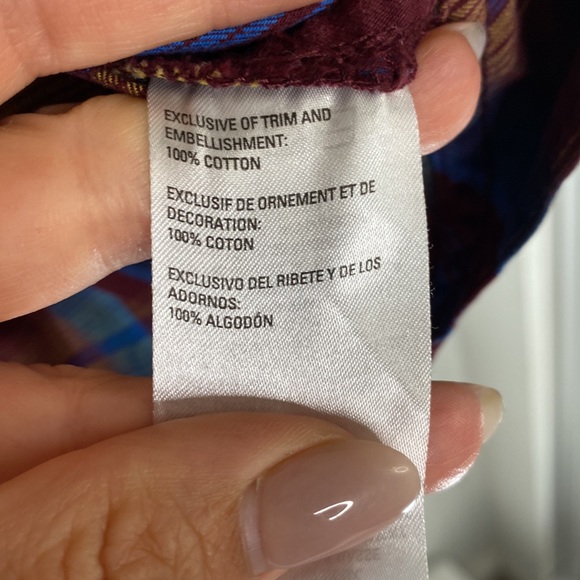 EXCLUSIVE OF TRIM AND
EMBELLISHMENT:
100% COTTON
EXCLUSIF DE ORNEMENT ET DE
DECORATION:
100% COTON
EXCLUSIVO DEL RIBETE Y DE LOS
ADORNOS:
100% ALGODÓN